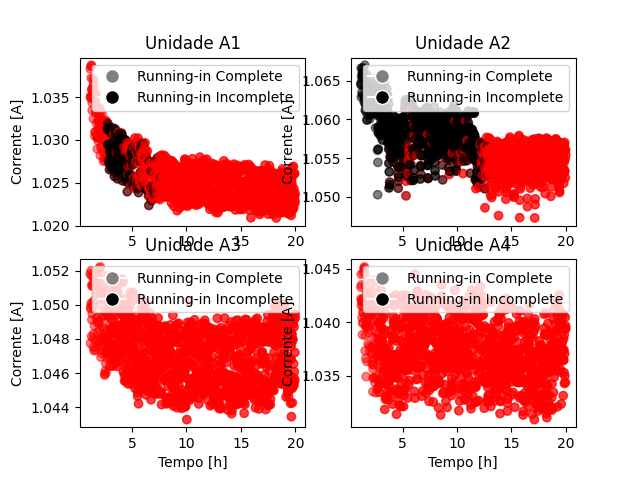 Unidade A1
Corrente [A]
1.035
1.030
1.025
1.020
5
10
15
20
Running-in Complete
Running-in Incomplete
Unidade A2
Corrente [A]
1.065
1.060
1.055
1.050
5
10
15
20
Running-in Complete
Running-in Incomplete
Unidade A3
Corrente [A]
1.052
1.050
1.048
1.046
1.044
5
10
15
20
Tempo [h]
Running-in Complete
Running-in Incomplete
Unidade A4
Corrente [A]
1.045
1.040
1.035
5
10
15
20
Tempo [h]
Running-in Complete
Running-in Incomplete